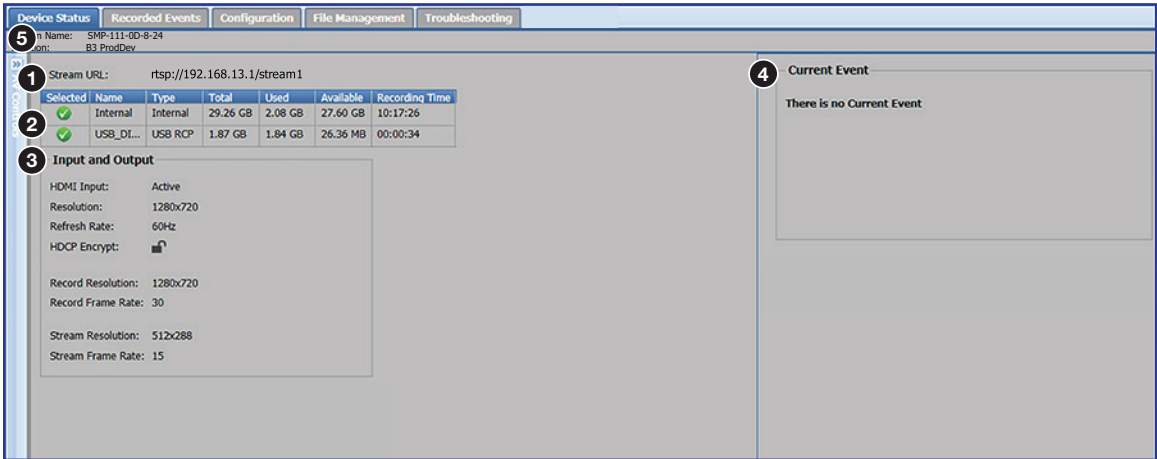 Device Status Recorded Events Configuration File Management Troubleshooting
5 n Name: SMP-111-0D-8-24
on: B3 ProdDev
1 Stream URL: rtsp://192.168.13.1/stream1
Selected Name Type Total Used Available Recording Time
Internal Internal 29.26 GB 2.08 GB 27.60 GB 10:17:26
2
USB_DI... USB RCP 1.87 GB 1.84 GB 26.36 MB 00:00:34
3 Input and Output
HDMI Input: Active
Resolution: 1280x720
Refresh Rate: 60Hz
HDCP Encrypt:
Record Resolution: 1280x720
Record Frame Rate: 30
Stream Resolution: 512x288
Stream Frame Rate: 15
4 Current Event
There is no Current Event